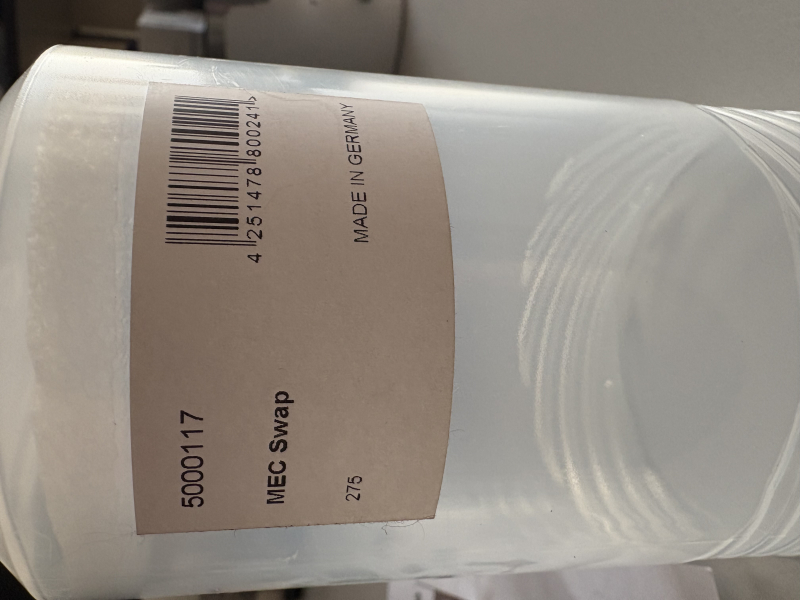 5000117
MEC Swap
275
4 251478 800241
MADE IN GERMANY